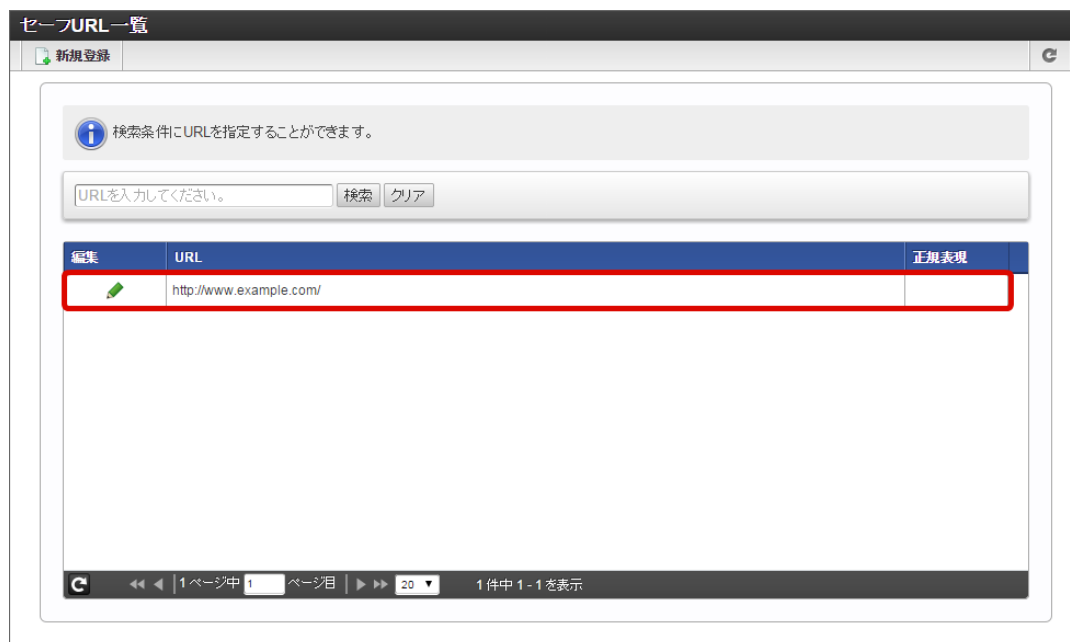 セーフURL一覧
新規登録
検索条件にURLを指定することができます。
URLを入力してください。 検索 クリア
編集 URL 正規表現
http://www.example.com/
1 ページ中 1 ページ目 20 1 件中 1 - 1 を表示